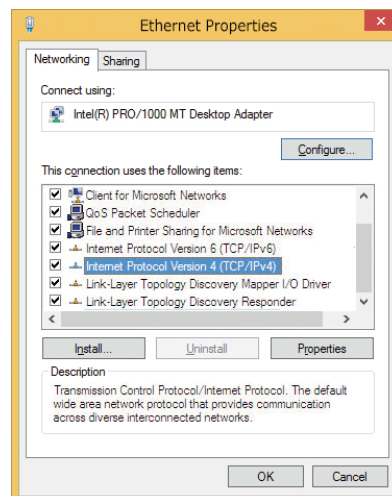 Ethernet Properties
Networking
Sharing
Connect using:
Intel(R) PRO/1000 MT Desktop Adapter
Configure...
This connection uses the following items:
Client for Microsoft Networks
QoS Packet Scheduler
File and Printer Sharing for Microsoft Networks
Internet Protocol Version 6 (TCP/IPv6)
Internet Protocol Version 4 (TCP/IPv4)
Link-Layer Topology Discovery Mapper I/O Driver
Link-Layer Topology Discovery Responder
Install...
Uninstall
Properties
Description
Transmission Control Protocol/Internet Protocol. The default
wide area network protocol that provides communication
across diverse interconnected networks.
OK
Cancel